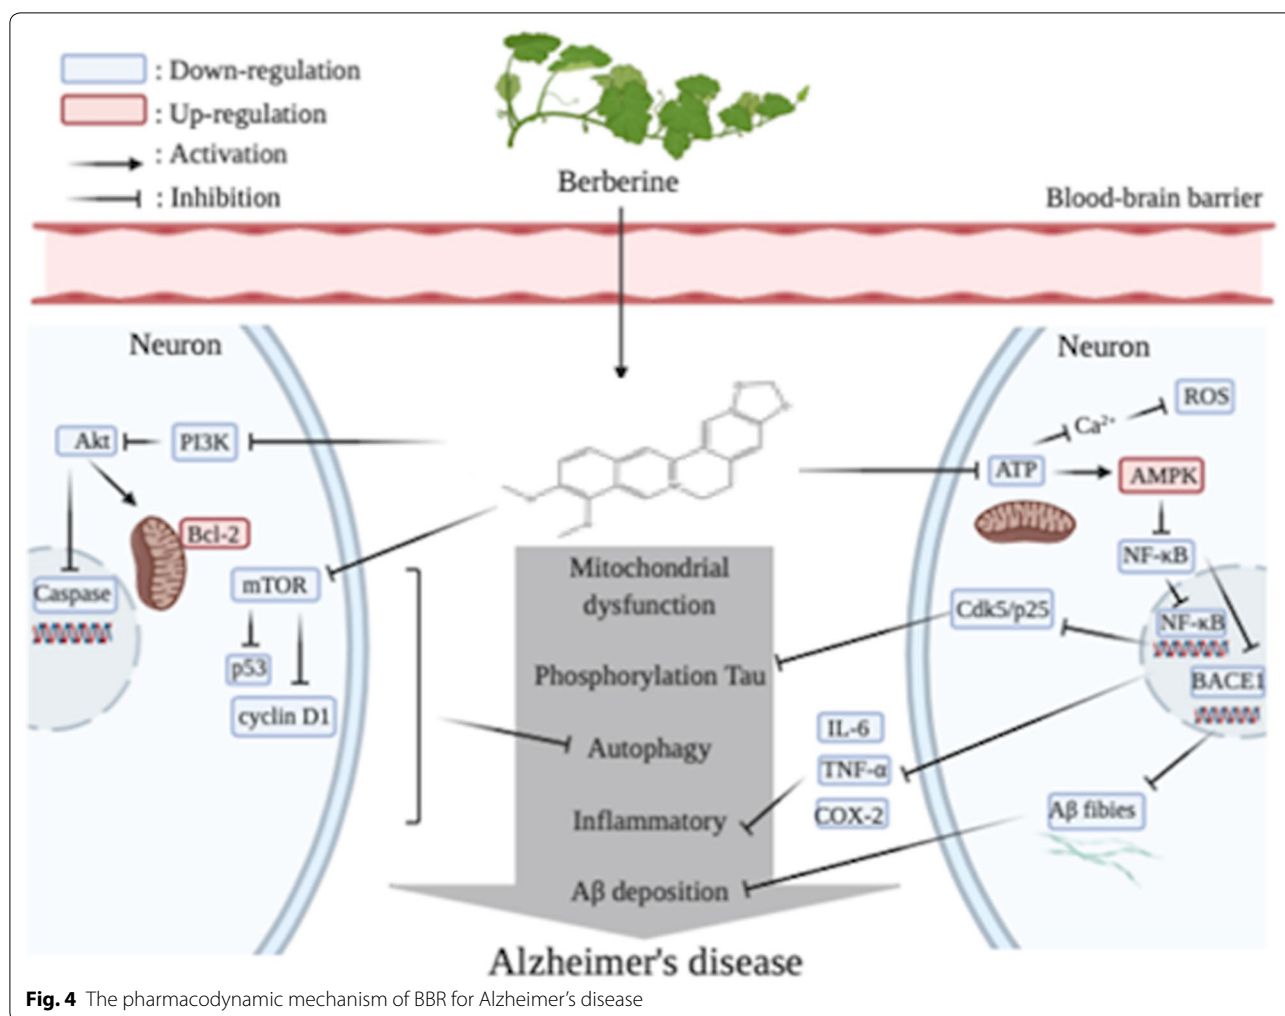 : Down-regulation
: Up-regulation
: Activation
: Inhibition
Berberine
Blood-brain barrier
Neuron
Akt
PI3K
Bcl-2
Caspase
mTOR
p53
cyclin D1
Mitochondrial
dysfunction
Phosphorylation Tau
Autophagy
Inflammatory
Aβ deposition
Alzheimer's disease
Neuron
ROS
Ca²⁺
ATP
AMPK
NF-κB
Cdk5/p25
NF-κB
BACE1
IL-6
TNF-α
COX-2
Aβ fibies
Fig. 4 The pharmacodynamic mechanism of BBR for Alzheimer’s disease